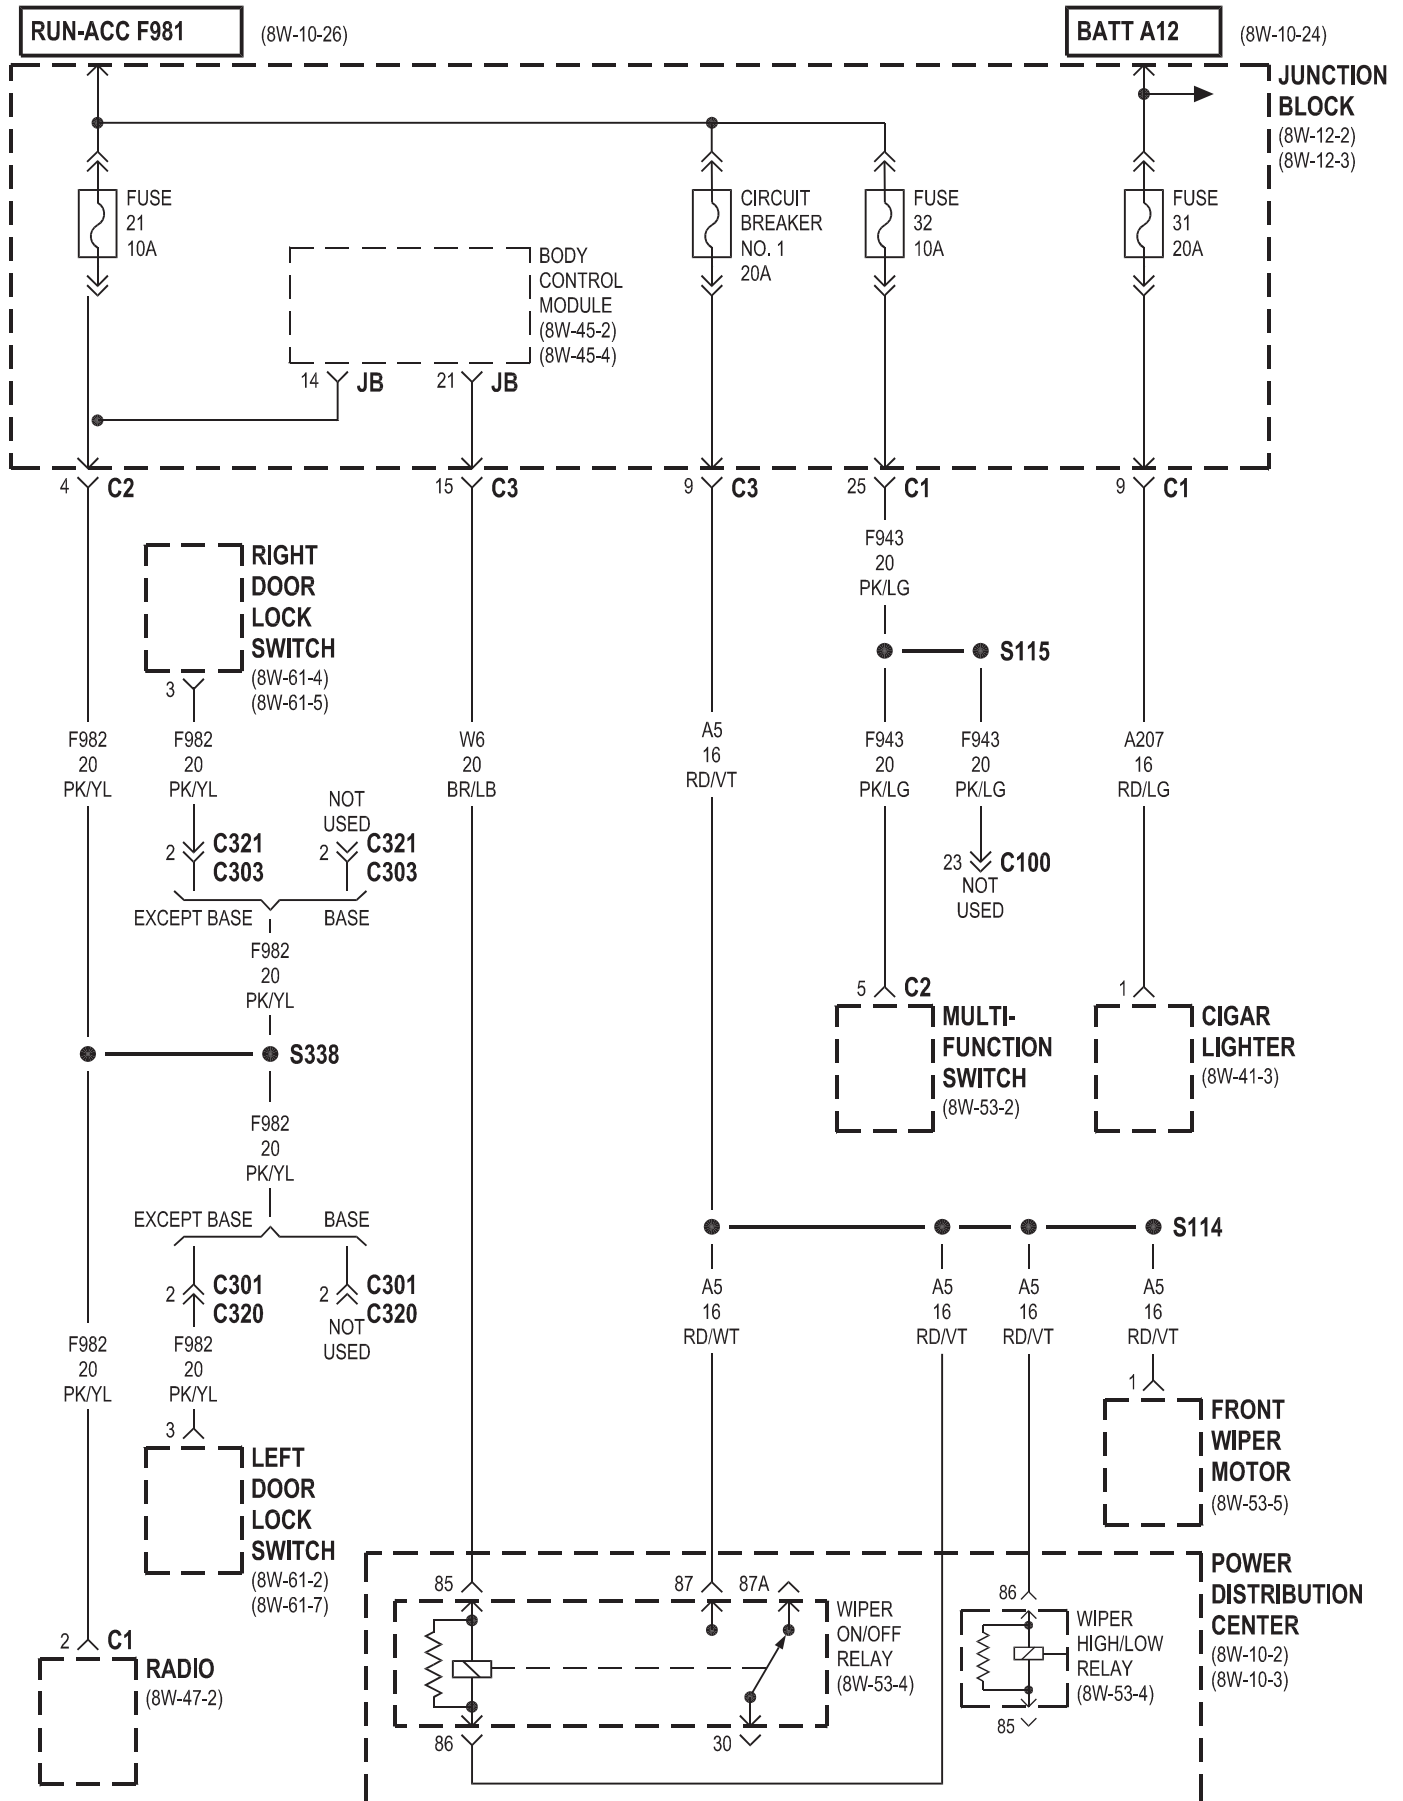 RUN-ACC F981
(8W-10-26)
BATT A12
(8W-10-24)
JUNCTION
BLOCK
(8W-12-2)
(8W-12-3)
FUSE
21
10A
BODY
CONTROL
MODULE
(8W-45-2)
(8W-45-4)
CIRCUIT
BREAKER
NO. 1
20A
FUSE
32
10A
FUSE
31
20A
14 JB
21 JB
4 C2
15 C3
9 C3
25 C1
9 C1
F943
20
PK/LG
RIGHT
DOOR
LOCK
SWITCH
(8W-61-4)
(8W-61-5)
3
S115
F982
20
PK/YL
F982
20
PK/YL
W6
20
BR/LB
A5
16
RD/VT
F943
20
PK/LG
F943
20
PK/LG
A207
16
RD/LG
2 C321
C303
NOT
USED
2 C321
C303
23 C100
NOT
USED
EXCEPT BASE
BASE
F982
20
PK/YL
S338
5 C2
MULTI-
FUNCTION
SWITCH
(8W-53-2)
1
CIGAR
LIGHTER
(8W-41-3)
F982
20
PK/YL
EXCEPT BASE
BASE
S114
2 C301
C320
2 C301
C320
NOT
USED
A5
16
RD/WT
A5
16
RD/VT
A5
16
RD/VT
A5
16
RD/VT
F982
20
PK/YL
F982
20
PK/YL
1
FRONT
WIPER
MOTOR
(8W-53-5)
3
LEFT
DOOR
LOCK
SWITCH
(8W-61-2)
(8W-61-7)
POWER
DISTRIBUTION
CENTER
(8W-10-2)
(8W-10-3)
85
87
87A
86
WIPER
ON/OFF
RELAY
(8W-53-4)
WIPER
HIGH/LOW
RELAY
(8W-53-4)
2 C1
RADIO
(8W-47-2)
86
30
85